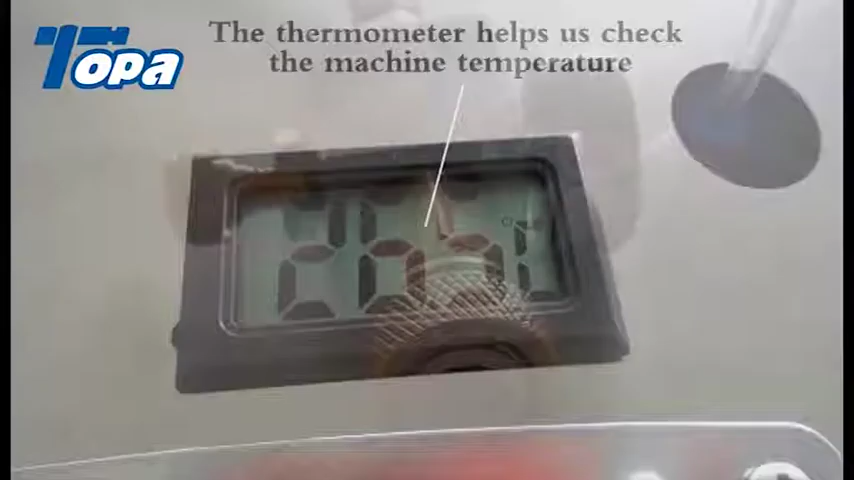 Topa
The thermometer helps us check
the machine temperature